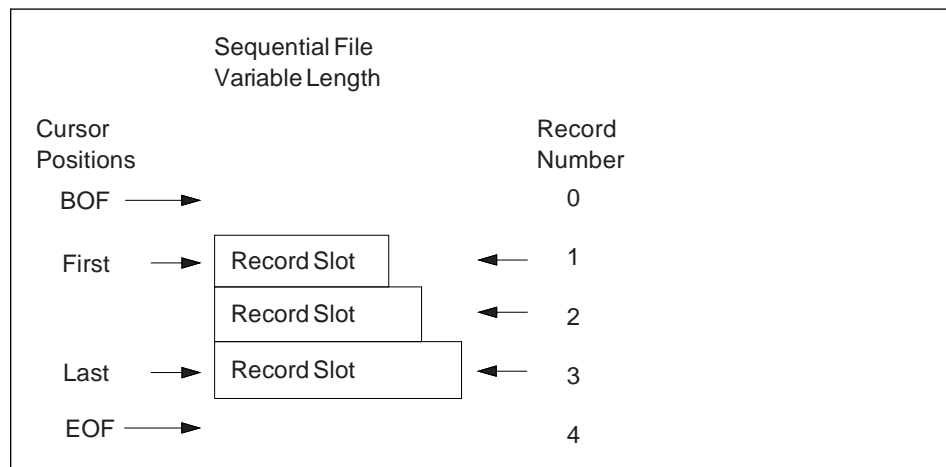 Sequential File
Variable Length
Cursor
Positions
Record
Number
BOF
0
First
Record Slot
1
Record Slot
2
Last
Record Slot
3
EOF
4